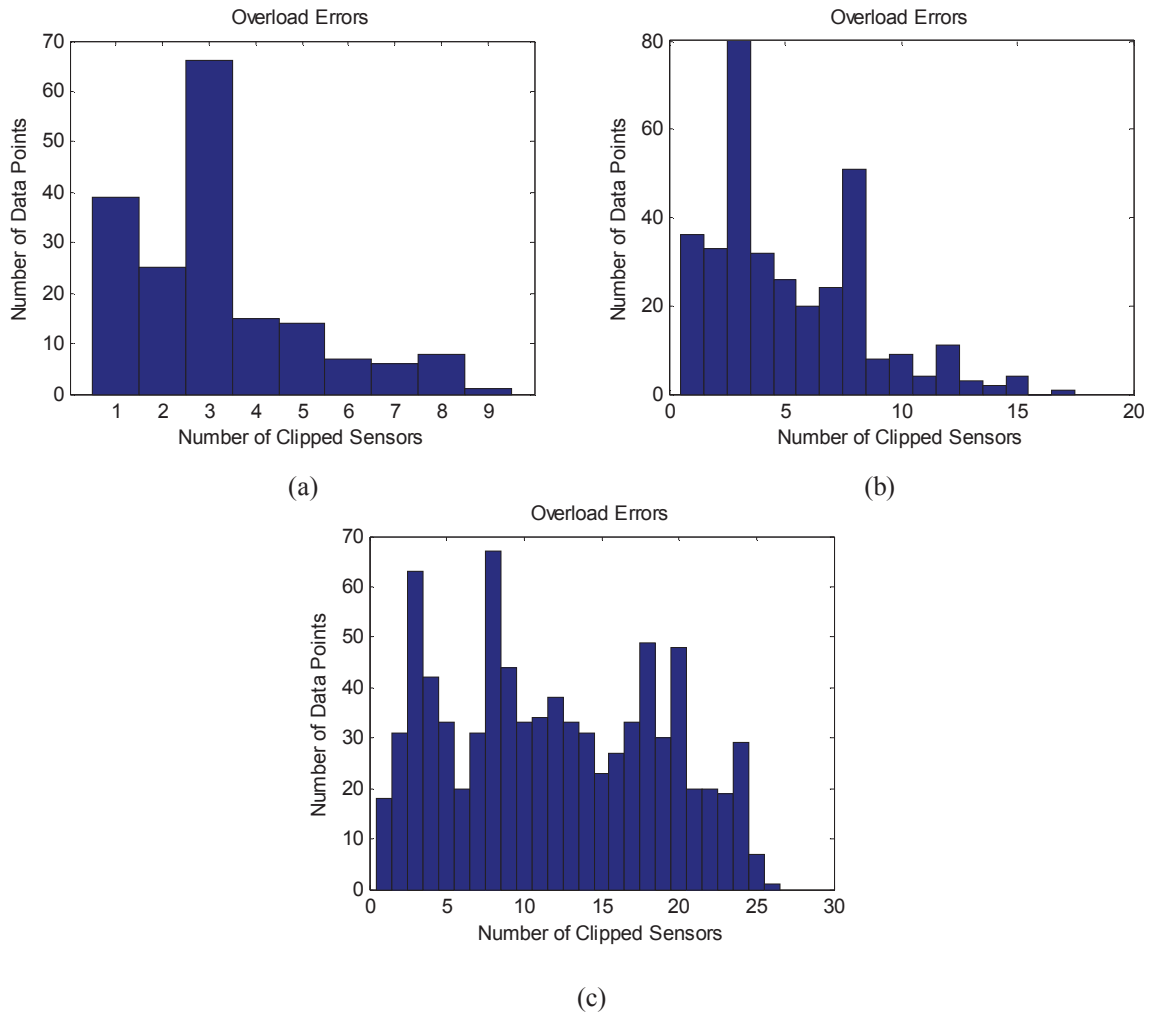 Overload Errors
70
60
50
40
30
20
10
0
Number of Data Points
1 2 3 4 5 6 7 8 9
Number of Clipped Sensors
(a)
Overload Errors
80
60
40
20
0
Number of Data Points
0 5 10 15 20
Number of Clipped Sensors
(b)
Overload Errors
70
60
50
40
30
20
10
0
Number of Data Points
0 5 10 15 20 25 30
Number of Clipped Sensors
(c)